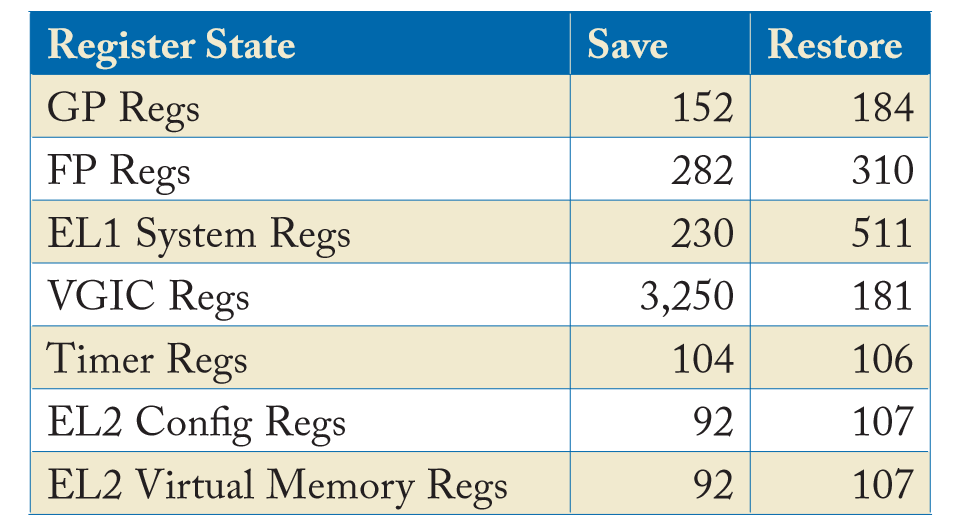 Register State Save Restore
GP Regs 152 184
FP Regs 282 310
EL1 System Regs 230 511
VGIC Regs 3,250 181
Timer Regs 104 106
EL2 Config Regs 92 107
EL2 Virtual Memory Regs 92 107